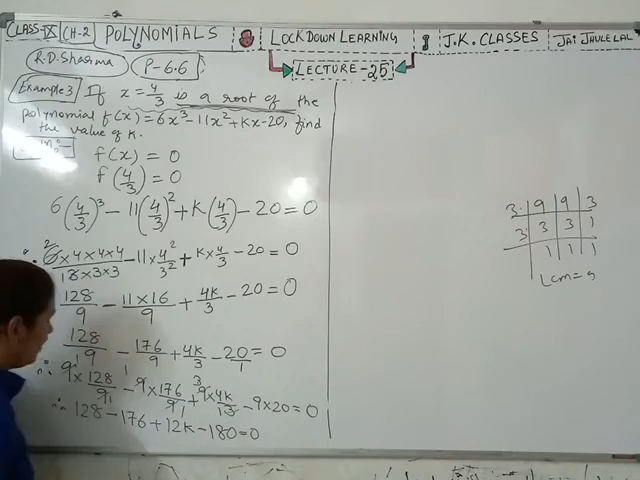 CLASS-IX CH-2 POLYNOMIALS 8 LOCKDOWN LEARNING J.K. CLASSES JAI JHULELAL
R.D. Sharma P-6.6 LECTURE-25
Example 3 If x = 4/3 is a root of the
polynomial f(x) = 6x³ - 11x² + Kx - 20, find
the value of K.
f(x) = 0
f(4/3) = 0
6(4/3)³ - 11(4/3)² + K(4/3) - 20 = 0
∴ 6 × 4 × 4 × 4 / 3 × 3 - 11 × 4²/3² + K × 4/3 - 20 = 0
128/9 - 11×16/9 + 4K/3 - 20 = 0
128/9 - 176/9 + 4K/3 - 20/1 = 0
∴ 9 × 128/9 - 9 × 176/9 + 9 × 4K/3 - 9 × 20 = 0
∴ 128 - 176 + 12K - 180 = 0
3 9 9 3
3 3 3 1
1 1 1
LCM = 9